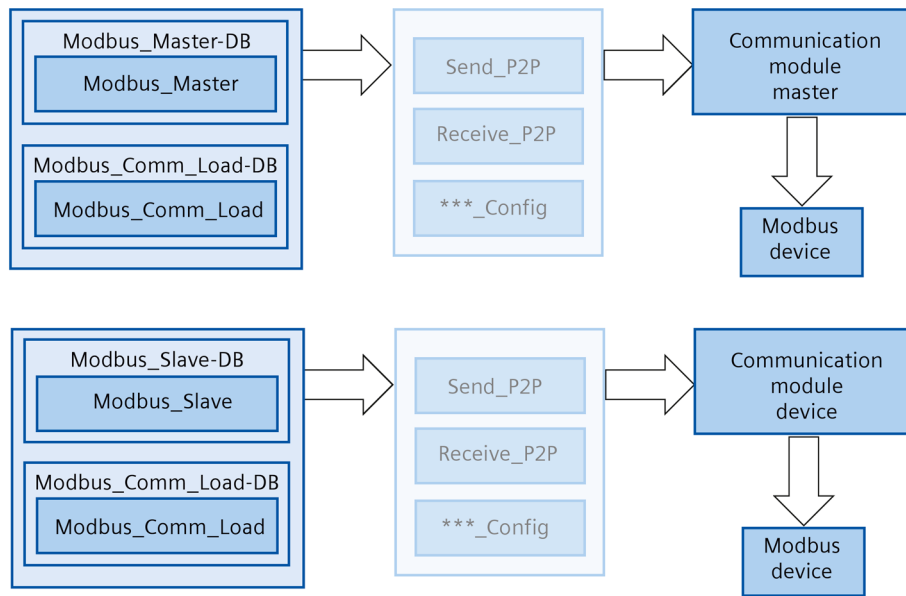 Modbus_Master-DB
Modbus_Master
Modbus_Comm_Load-DB
Modbus_Comm_Load
Send_P2P
Receive_P2P
***_Config
Communication
module
master
Modbus
device
Modbus_Slave-DB
Modbus_Slave
Modbus_Comm_Load-DB
Modbus_Comm_Load
Send_P2P
Receive_P2P
***_Config
Communication
module
device
Modbus
device